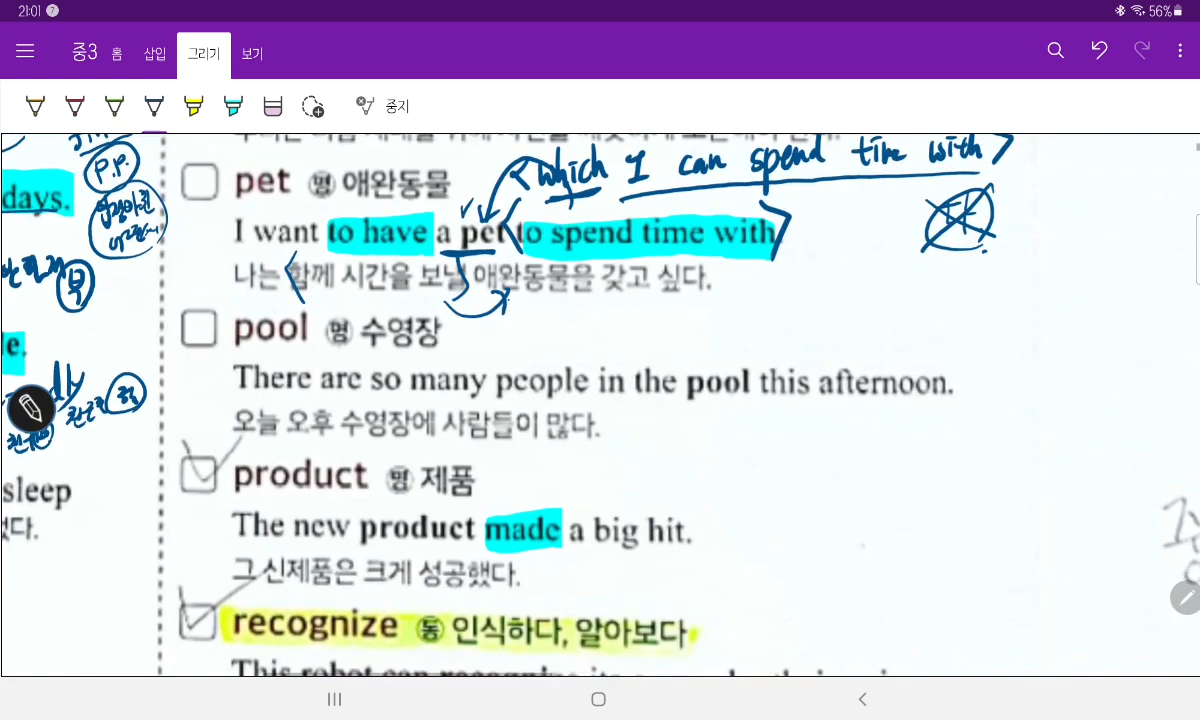 21:01 7 56%
중3 홈 삽입 그리기 보기
중지
p.p.
days.
<which I can spend time with>
pet 명 애완동물
I want to have a pet <to spend time with>
나는 함께 시간을 보낼 애완동물을 갖고 싶다.
pool 명 수영장
There are so many people in the pool this afternoon.
오늘 오후 수영장에 사람들이 많다.
le.
product 명 제품
sleep
The new product made a big hit.
그 신제품은 크게 성공했다.
recognize 동 인식하다, 알아보다
This robot can